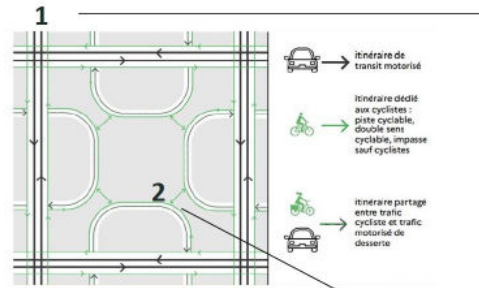 1
itinéraire de
transit motorisé
Itinéraire dédié
aux cyclistes :
piste cyclable,
double sens
cyclable, impasse
sauf cyclistes
2
itinéraire partagé
entre trafic
cycliste et trafic
motorisé de
desserte